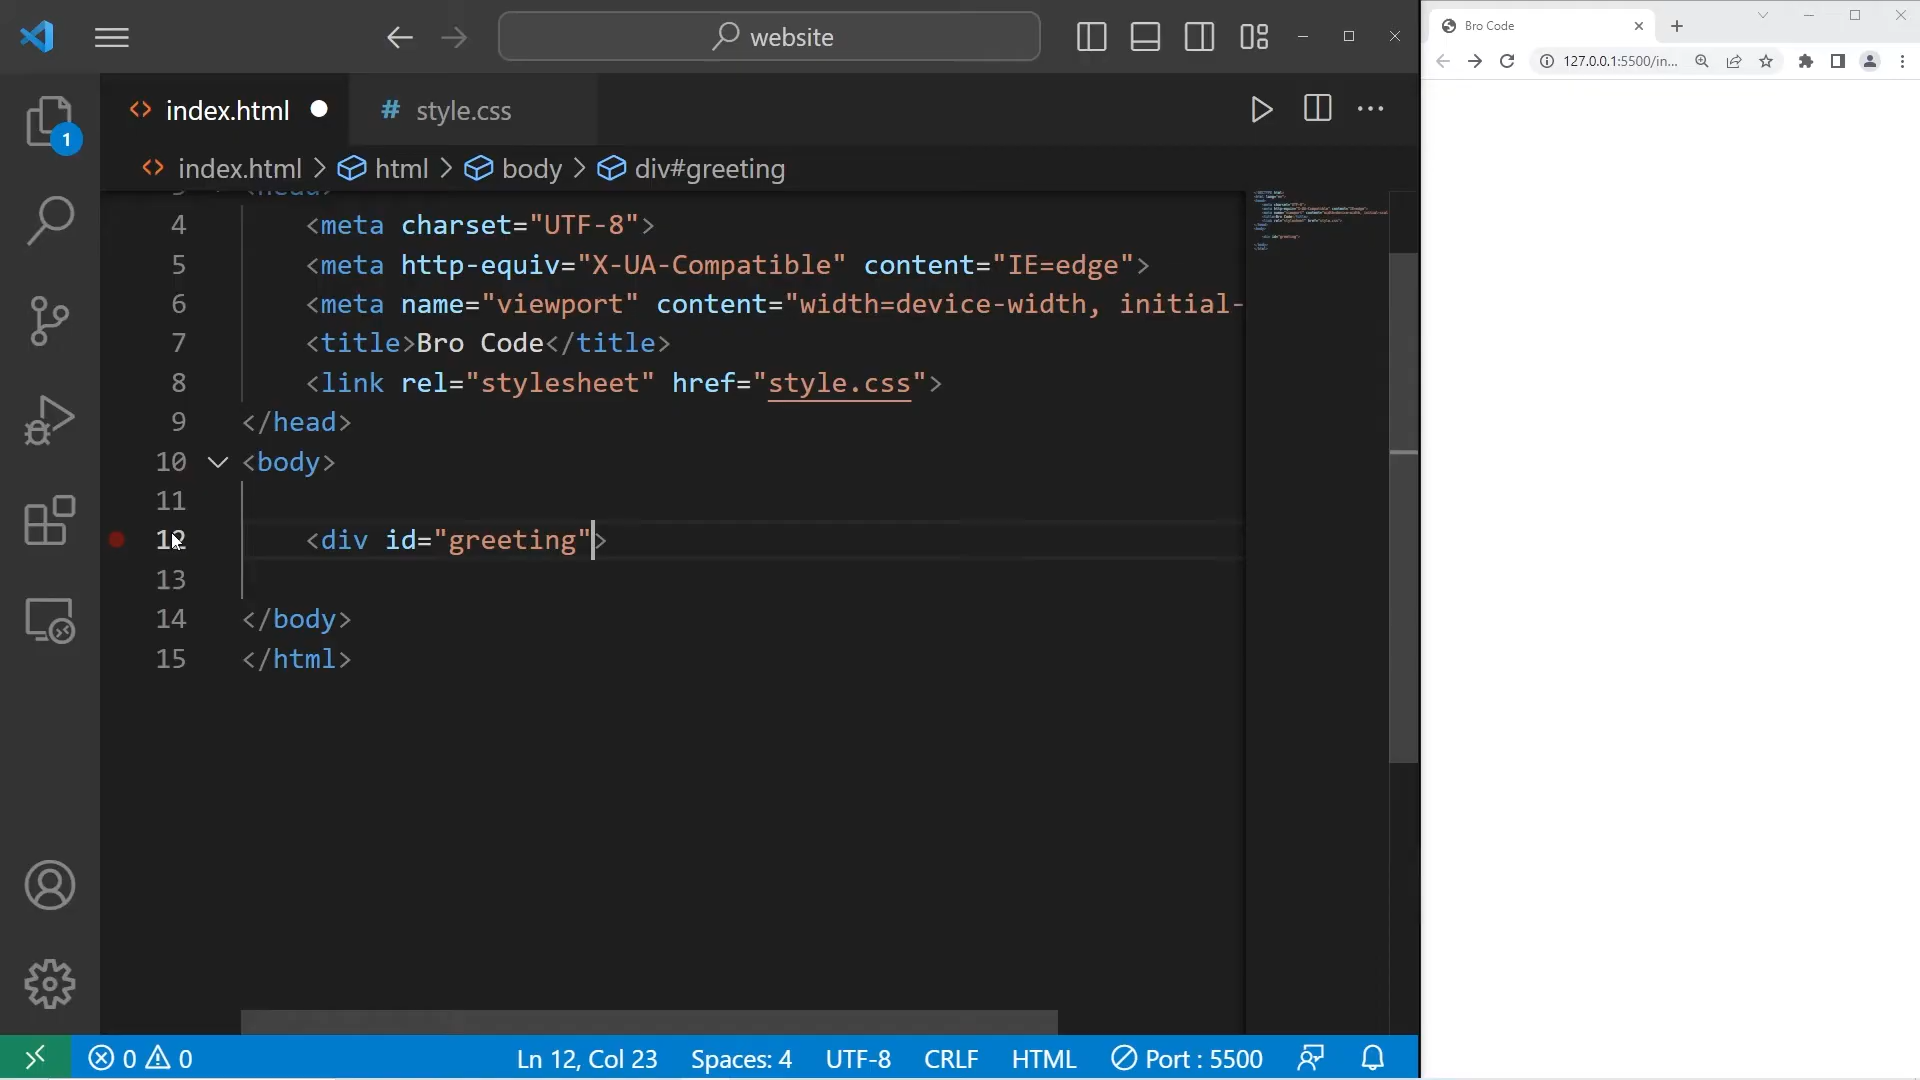 website
Bro Code
127.0.0.1:5500/in...
index.html
# style.css
index.html > html > body > div#greeting
4 <meta charset="UTF-8">
5 <meta http-equiv="X-UA-Compatible" content="IE=edge">
6 <meta name="viewport" content="width=device-width, initial-
7 <title>Bro Code</title>
8 <link rel="stylesheet" href="style.css">
9 </head>
10 <body>
11
12 <div id="greeting">
13
14 </body>
15 </html>
1
0 0
Ln 12, Col 23
Spaces: 4
UTF-8
CRLF
HTML
Port : 5500